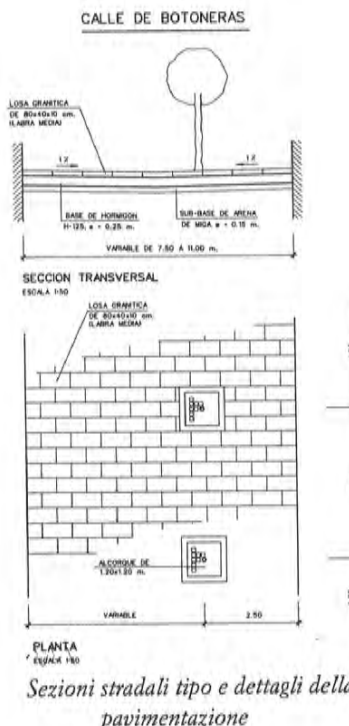 CALLE DE BOTONERAS
LOSA GRANITICA
DE 80x40x10 cm.
(LABRA MEDIA)
1.2
1.2
BASE DE HORMIGON
H-125, e = 0.25 m.
SUB-BASE DE ARENA
DE MIGA e = 0.15 m.
VARIABLE DE 7.50 A 11.00 m.
SECCION TRANSVERSAL
ESCALA 1:50
LOSA GRANITICA
DE 80x40x10 cm.
(LABRA MEDIA)
ALCORQUE DE
1.20x1.20 m.
VARIABLE
2.50
PLANTA
Sezioni stradali tipo e dettagli della
pavimentazione